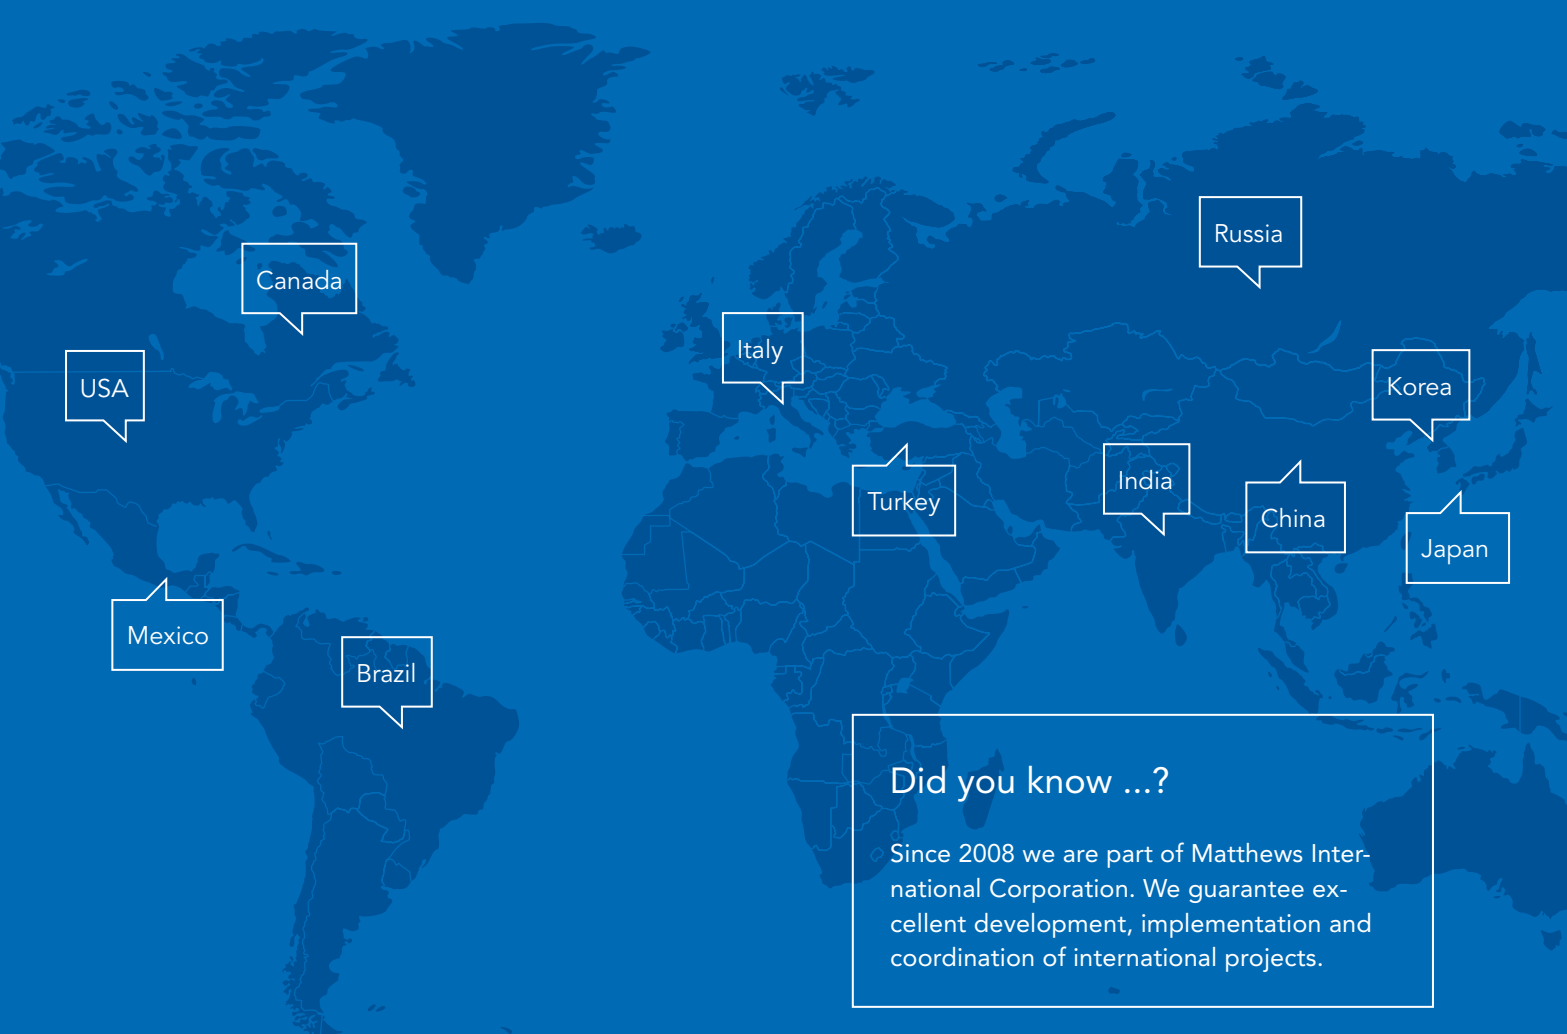 Russia
Canada
Italy
USA
Korea
India
Turkey
China
Japan
Mexico
Brazil
Did you know ...?
Since 2008 we are part of Matthews Inter-
national Corporation. We guarantee ex-
cellent development, implementation and
coordination of international projects.